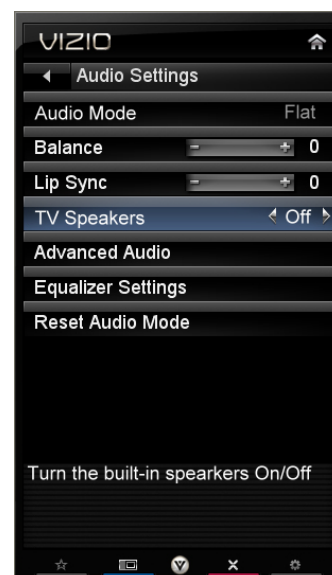 VIZIO
Audio Settings
Audio Mode Flat
Balance - + 0
Lip Sync - + 0
TV Speakers Off
Advanced Audio
Equalizer Settings
Reset Audio Mode
Turn the built-in spearkers On/Off